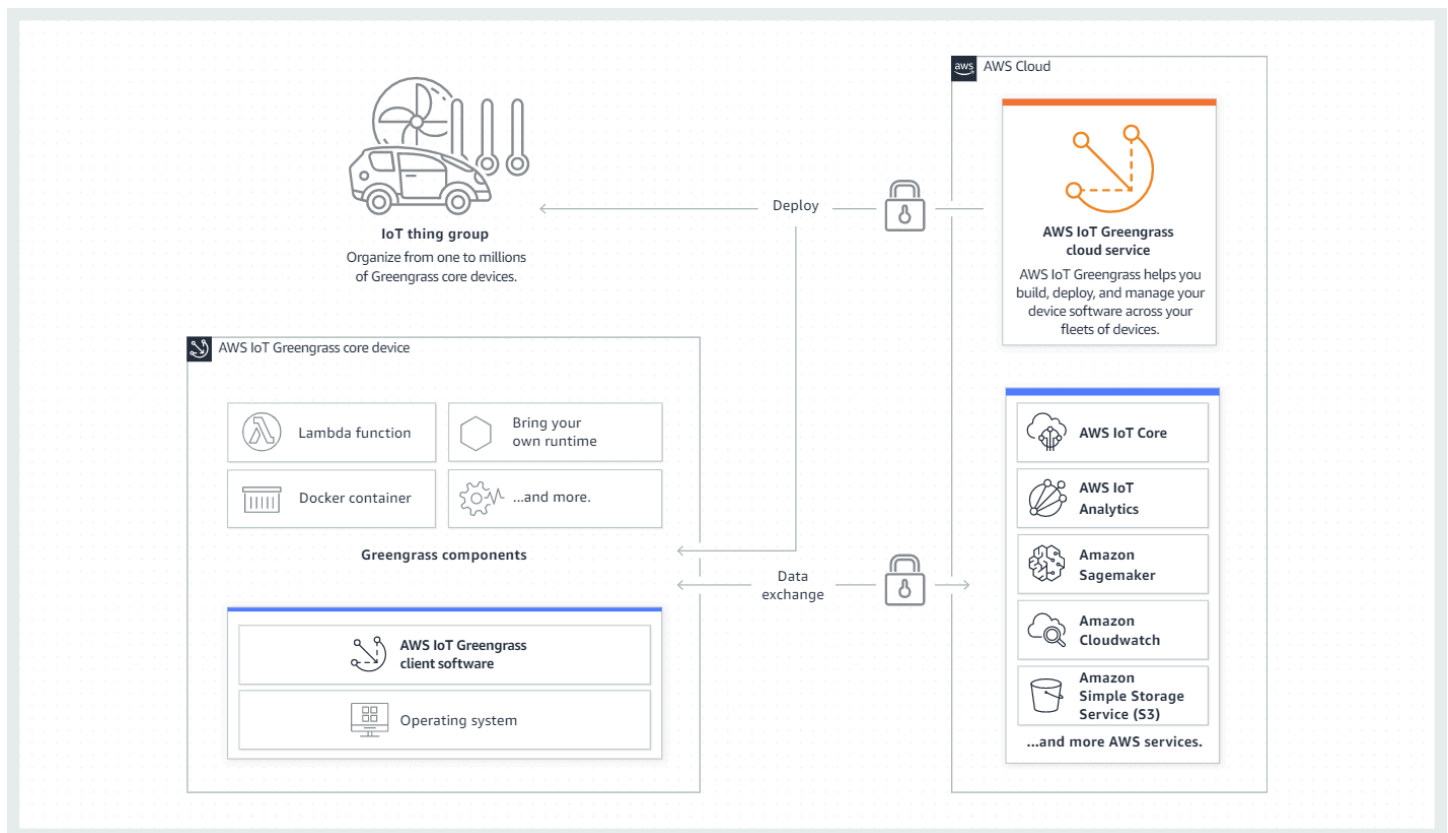 aws
AWS Cloud
IoT thing group
Organize from one to millions
of Greengrass core devices.
Deploy
AWS IoT Greengrass
cloud service
AWS IoT Greengrass helps you
build, deploy, and manage your
device software across your
fleets of devices.
AWS IoT Greengrass core device
Lambda function
Bring your
own runtime
Docker container
...and more.
Greengrass components
AWS IoT Greengrass
client software
Operating system
Data
exchange
AWS IoT Core
AWS IoT
Analytics
Amazon
Sagemaker
Amazon
Cloudwatch
Amazon
Simple Storage
Service (S3)
...and more AWS services.